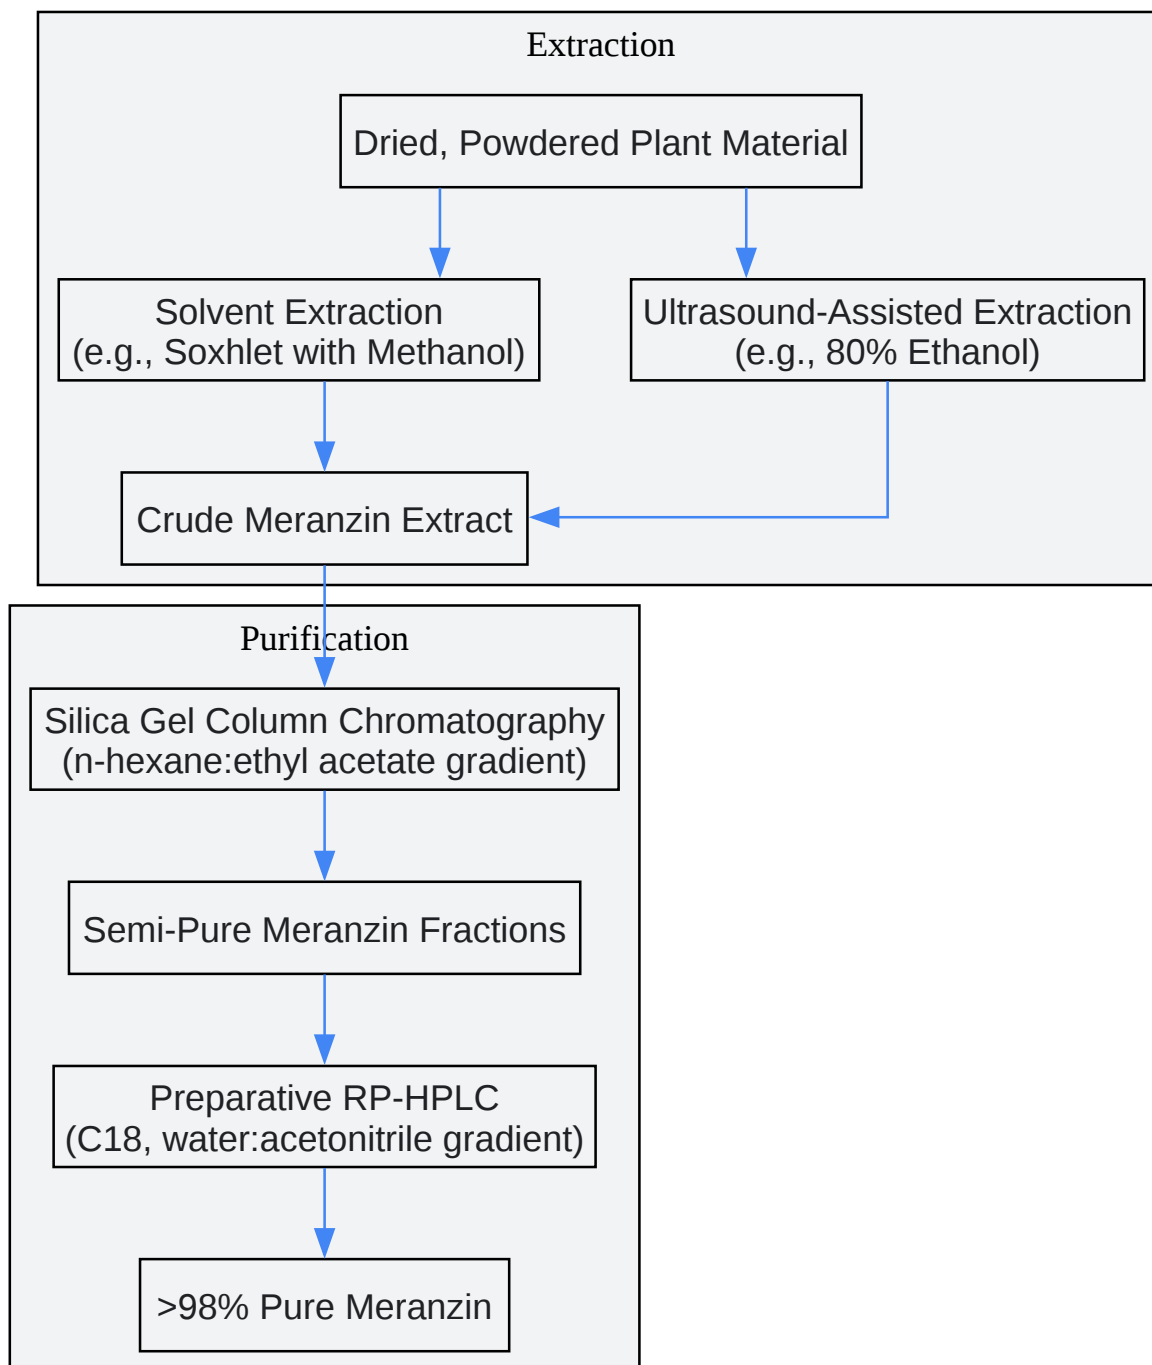 Extraction
Dried, Powdered Plant Material
Solvent Extraction
(e.g., Soxhlet with Methanol)
Ultrasound-Assisted Extraction
(e.g., 80% Ethanol)
Crude Meranzin Extract
Purification
Silica Gel Column Chromatography
(n-hexane:ethyl acetate gradient)
Semi-Pure Meranzin Fractions
Preparative RP-HPLC
(C18, water:acetonitrile gradient)
>98% Pure Meranzin